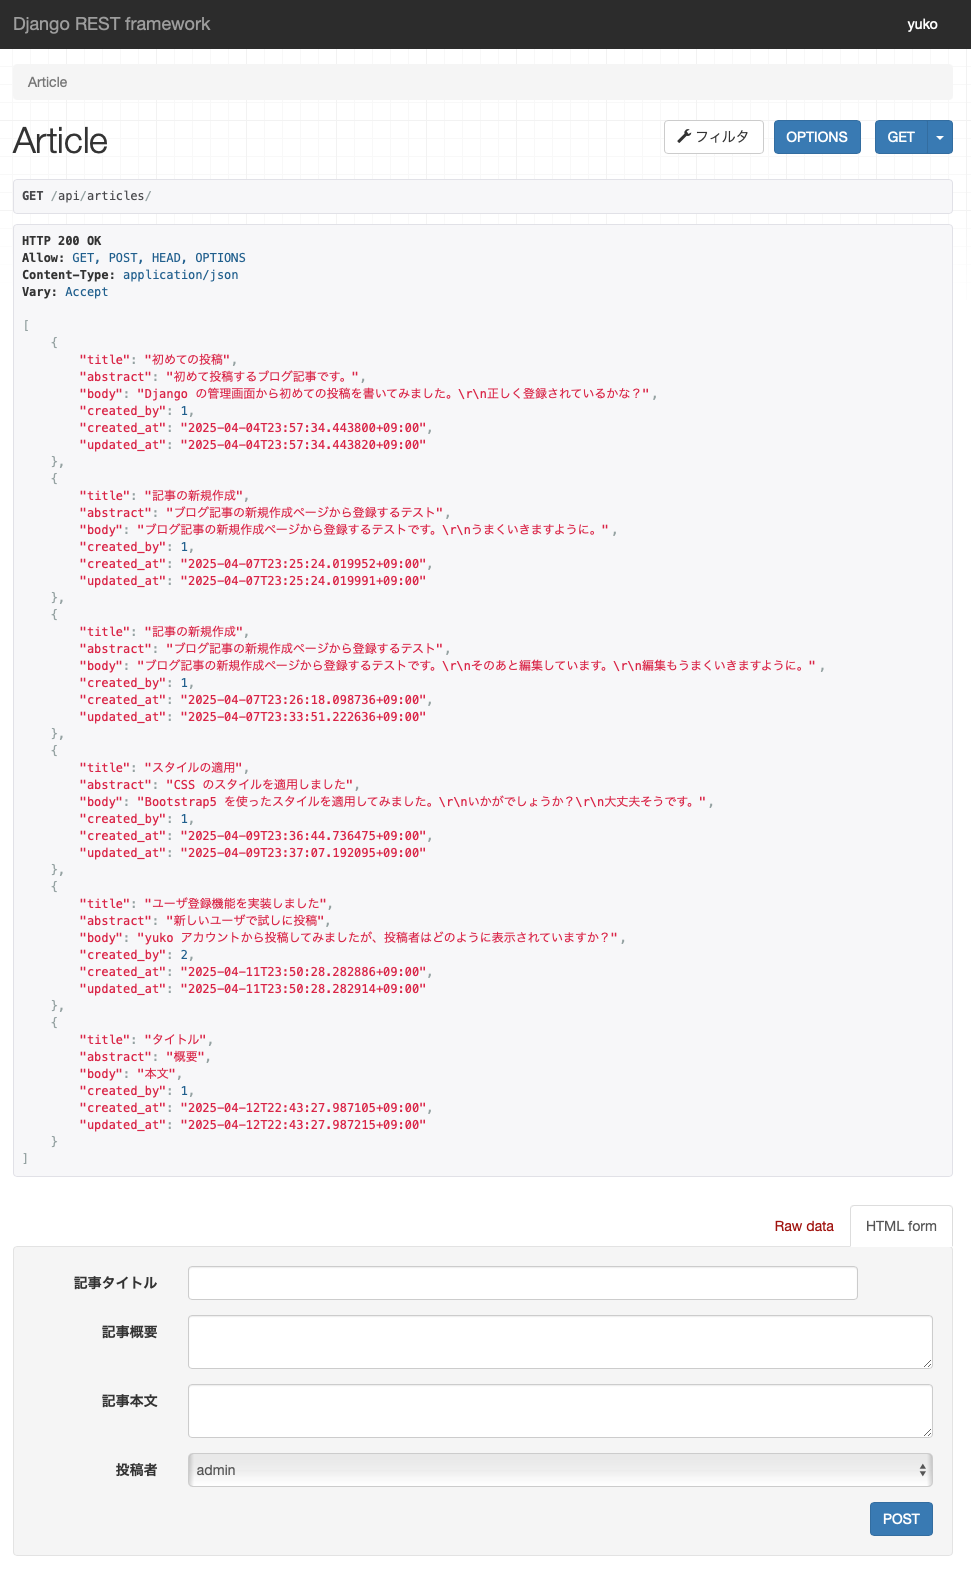 Django REST framework
yuko
Article
Article
フィルタ
OPTIONS
GET
GET /api/articles/
HTTP 200 OK
Allow: GET, POST, HEAD, OPTIONS
Content-Type: application/json
Vary: Accept
[
    {
        "title": "初めての投稿",
        "abstract": "初めて投稿するブログ記事です。",
        "body": "Django の管理画面から初めての投稿を書いてみました。\r\n正しく登録されているかな？",
        "created_by": 1,
        "created_at": "2025-04-04T23:57:34.443800+09:00",
        "updated_at": "2025-04-04T23:57:34.443820+09:00"
    },
    {
        "title": "記事の新規作成",
        "abstract": "ブログ記事の新規作成ページから登録するテスト",
        "body": "ブログ記事の新規作成ページから登録するテストです。\r\nうまくいきますように。",
        "created_by": 1,
        "created_at": "2025-04-07T23:25:24.019952+09:00",
        "updated_at": "2025-04-07T23:25:24.019991+09:00"
    },
    {
        "title": "記事の新規作成",
        "abstract": "ブログ記事の新規作成ページから登録するテスト",
        "body": "ブログ記事の新規作成ページから登録するテストです。\r\nそのあと編集しています。\r\n編集もうまくいきますように。",
        "created_by": 1,
        "created_at": "2025-04-07T23:26:18.098736+09:00",
        "updated_at": "2025-04-07T23:33:51.222636+09:00"
    },
    {
        "title": "スタイルの適用",
        "abstract": "CSS のスタイルを適用しました",
        "body": "Bootstrap5 を使ったスタイルを適用してみました。\r\nいかがでしょうか？\r\n大丈夫そうです。",
        "created_by": 1,
        "created_at": "2025-04-09T23:36:44.736475+09:00",
        "updated_at": "2025-04-09T23:37:07.192095+09:00"
    },
    {
        "title": "ユーザ登録機能を実装しました",
        "abstract": "新しいユーザで試しに投稿",
        "body": "yuko アカウントから投稿してみましたが、投稿者はどのように表示されていますか？",
        "created_by": 2,
        "created_at": "2025-04-11T23:50:28.282886+09:00",
        "updated_at": "2025-04-11T23:50:28.282914+09:00"
    },
    {
        "title": "タイトル",
        "abstract": "概要",
        "body": "本文",
        "created_by": 1,
        "created_at": "2025-04-12T22:43:27.987105+09:00",
        "updated_at": "2025-04-12T22:43:27.987215+09:00"
    }
]
Raw data
HTML form
記事タイトル
記事概要
記事本文
投稿者
admin
POST